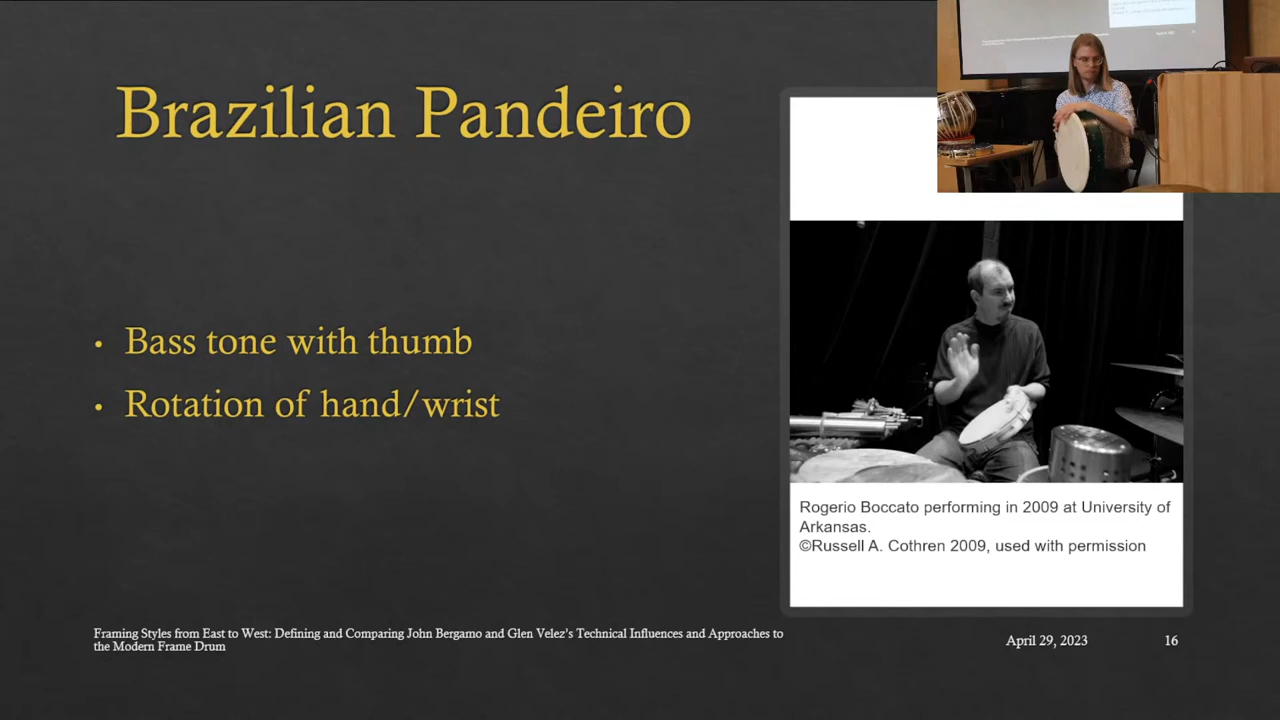 Brazilian Pandeiro
• Bass tone with thumb
• Rotation of hand/wrist
Rogerio Boccato performing in 2009 at University of
Arkansas.
©Russell A. Cothren 2009, used with permission
Framing Styles from East to West: Defining and Comparing John Bergamo and Glen Velez's Technical Influences and Approaches to
the Modern Frame Drum
April 29, 2023
16